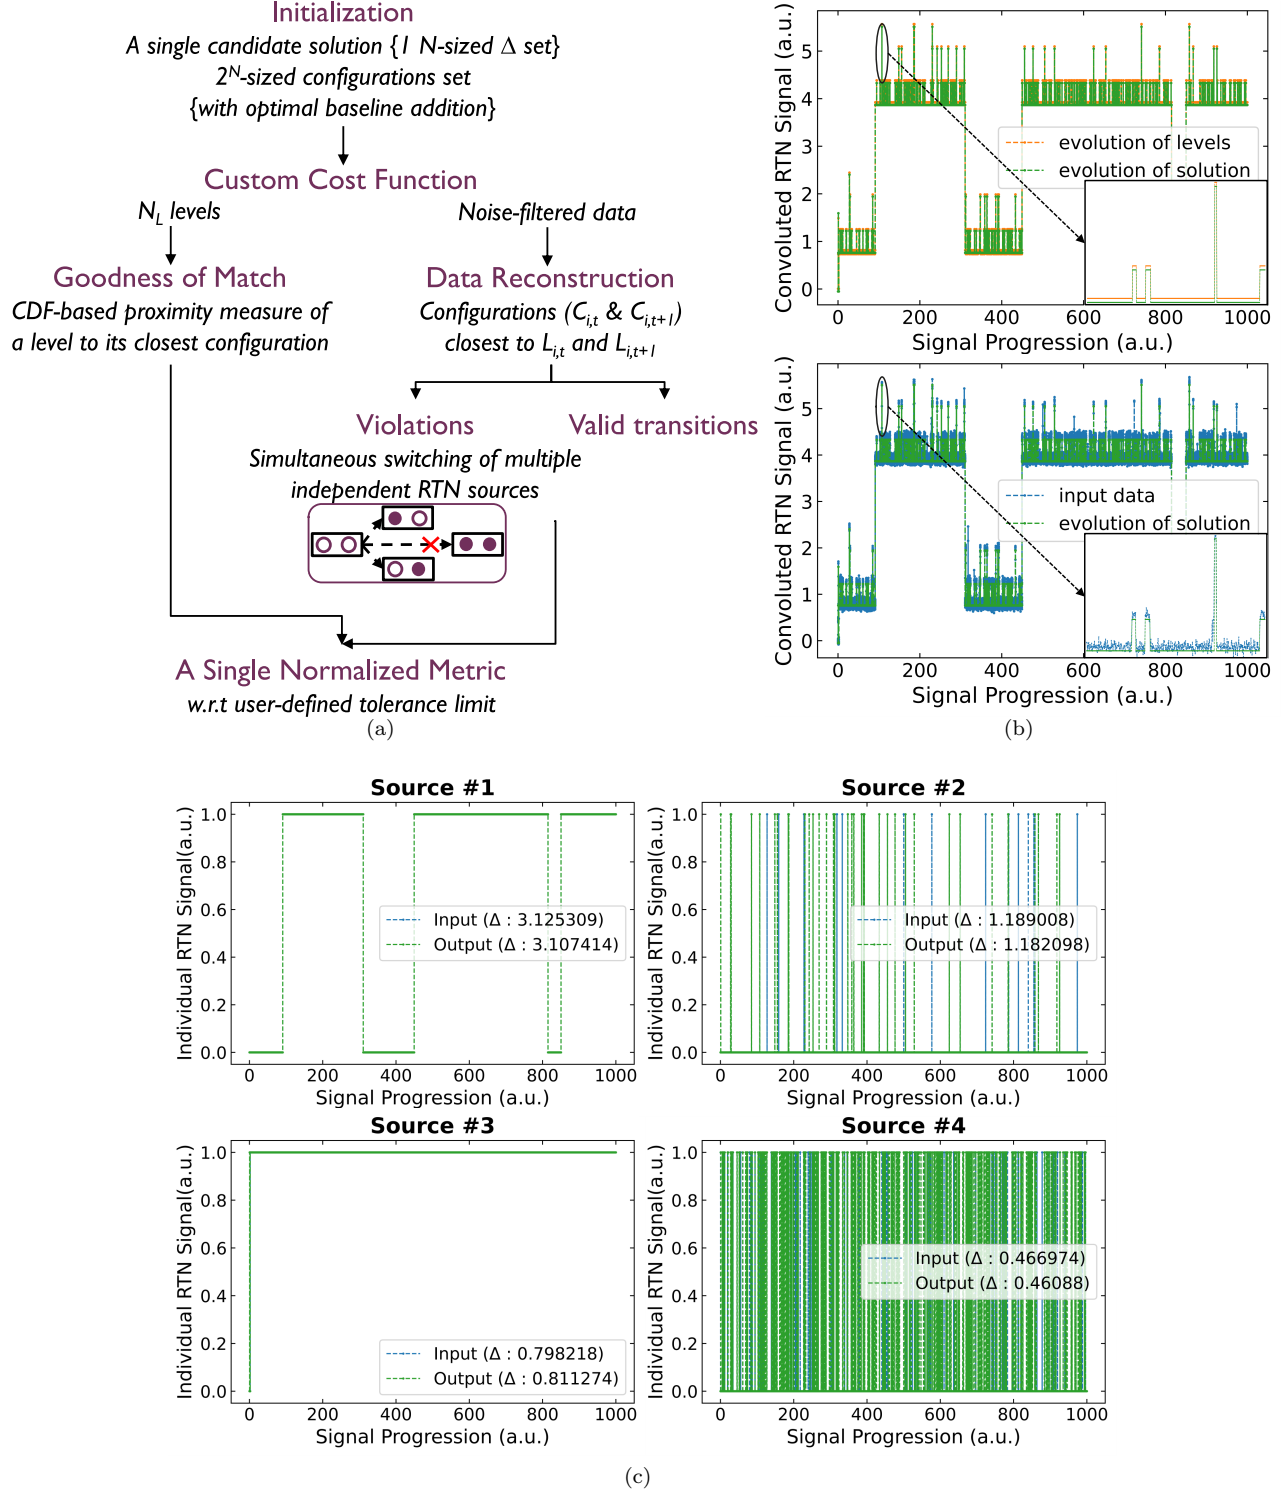 Initialization
A single candidate solution {1 N-sized Δ set}
2^N-sized configurations set
{with optimal baseline addition}
Custom Cost Function
N_L levels
Noise-filtered data
Goodness of Match
Data Reconstruction
CDF-based proximity measure of
a level to its closest configuration
Configurations (C_{i,t} & C_{i,t+1})
closest to L_{i,t} and L_{i,t+1}
Violations
Valid transitions
Simultaneous switching of multiple
independent RTN sources
A Single Normalized Metric
w.r.t user-defined tolerance limit
(a)
Convoluted RTN Signal (a.u.)
5
4
3
2
1
0
evolution of levels
evolution of solution
0 200 400 600 800 1000
Signal Progression (a.u.)
Convoluted RTN Signal (a.u.)
5
4
3
2
1
0
input data
evolution of solution
0 200 400 600 800 1000
Signal Progression (a.u.)
(b)
Source #1
Individual RTN Signal(a.u.)
1.0
0.8
0.6
0.4
0.2
0.0
Input (Δ : 3.125309)
Output (Δ : 3.107414)
0 200 400 600 800 1000
Signal Progression (a.u.)
Source #2
Individual RTN Signal(a.u.)
1.0
0.8
0.6
0.4
0.2
0.0
Input (Δ : 1.189008)
Output (Δ : 1.182098)
0 200 400 600 800 1000
Signal Progression (a.u.)
Source #3
Individual RTN Signal(a.u.)
1.0
0.8
0.6
0.4
0.2
0.0
Input (Δ : 0.798218)
Output (Δ : 0.811274)
0 200 400 600 800 1000
Signal Progression (a.u.)
Source #4
Individual RTN Signal(a.u.)
1.0
0.8
0.6
0.4
0.2
0.0
Input (Δ : 0.466974)
Output (Δ : 0.46088)
0 200 400 600 800 1000
Signal Progression (a.u.)
(c)